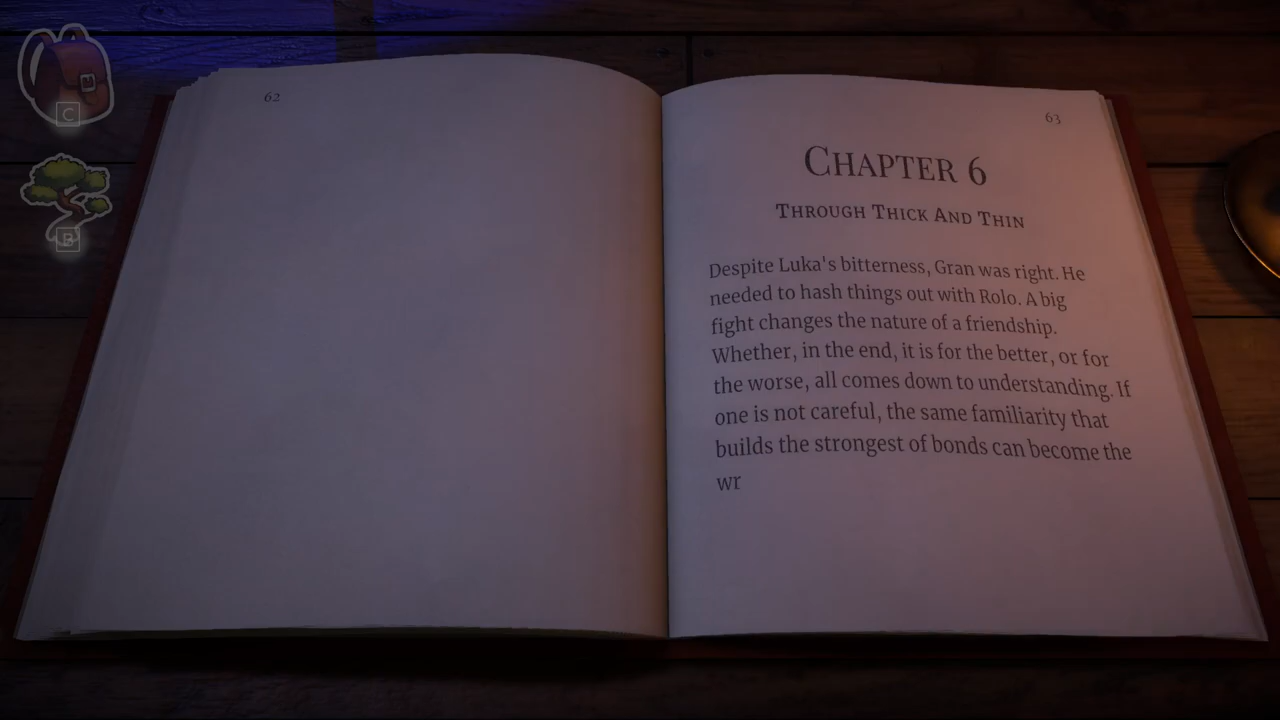 C
B
62
63
Chapter 6
Through Thick And Thin
Despite Luka's bitterness, Gran was right. He
needed to hash things out with Rolo. A big
fight changes the nature of a friendship.
Whether, in the end, it is for the better, or for
the worse, all comes down to understanding. If
one is not careful, the same familiarity that
builds the strongest of bonds can become the
wr